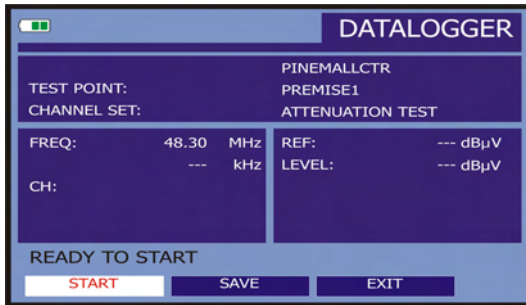 DATALOGGER
PINEMALLCTR
TEST POINT: PREMISE1
CHANNEL SET: ATTENUATION TEST
FREQ: 48.30 MHz REF: --- dBµV
--- kHz LEVEL: --- dBµV
CH:
READY TO START
START SAVE EXIT